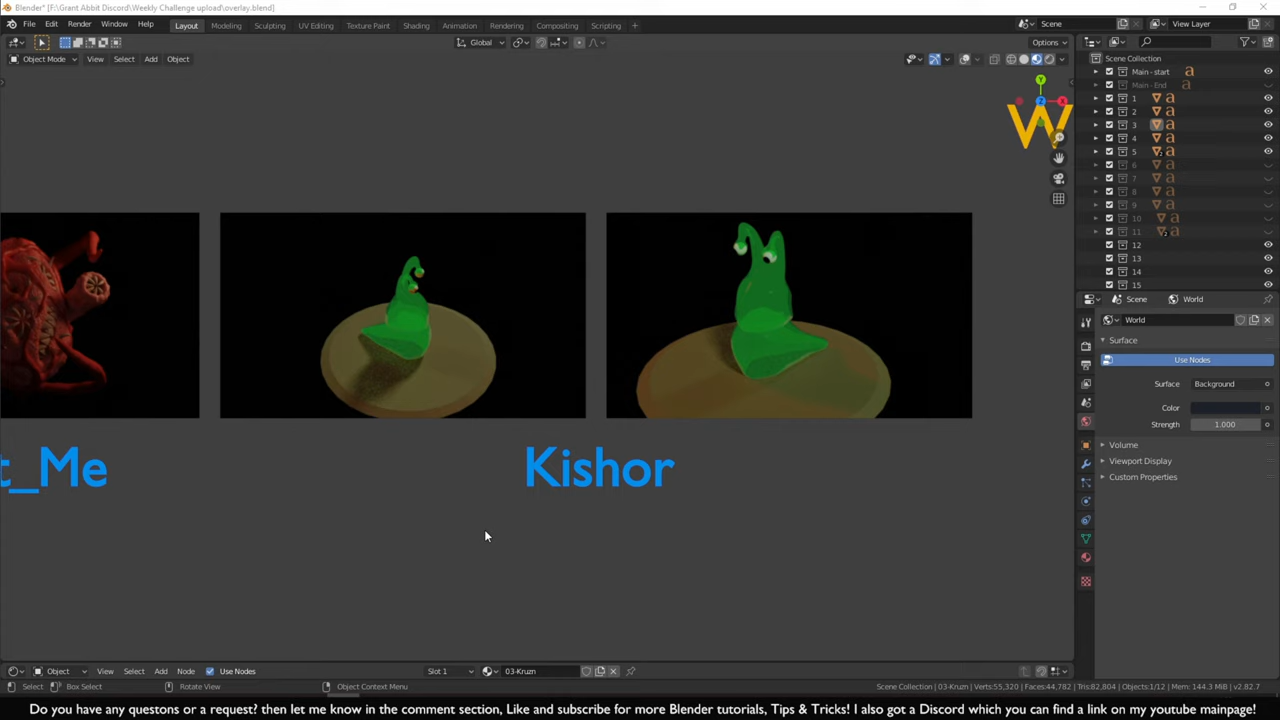 Blender* [F:\Grant Abbit Discord\Weekly Challenge upload\overlay.blend]
File Edit Render Window Help Layout Modeling Sculpting UV Editing Texture Paint Shading Animation Rendering Compositing Scripting + Scene View Layer
Global Options
Object Mode View Select Add Object
Scene Collection
Main - start
Main - End
1
2
3
4
5
6
7
8
9
10
11
12
13
14
15
Y
X
Z
W
Scene World
World
Surface
Use Nodes
Surface Background
Color
Strength 1.000
Volume
Viewport Display
Custom Properties
t_Me
Kishor
Object View Select Add Node Use Nodes Slot 1 03-Kruzn
Select Box Select Rotate View Object Context Menu Scene Collection | 03-Kruzn | Verts:55,320 | Faces:44,782 | Tris:82,804 | Objects:1/12 | Mem: 144.3 MiB | v2.82.7
Do you have any questons or a request? then let me know in the comment section, Like and subscribe for more Blender tutorials, Tips & Tricks! I also got a Discord which you can find a link on my youtube mainpage!